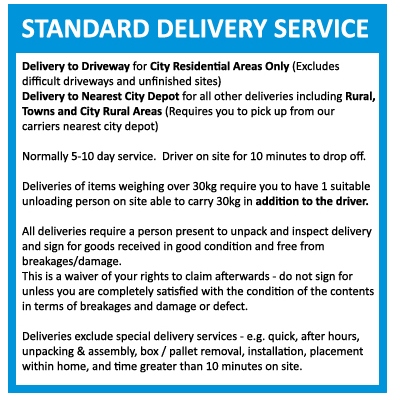 STANDARD DELIVERY SERVICE
Delivery to Driveway for City Residential Areas Only (Excludes
difficult driveways and unfinished sites)
Delivery to Nearest City Depot for all other deliveries including Rural,
Towns and City Rural Areas (Requires you to pick up from our
carriers nearest city depot)
Normally 5-10 day service.  Driver on site for 10 minutes to drop off.
Deliveries of items weighing over 30kg require you to have 1 suitable
unloading person on site able to carry 30kg in addition to the driver.
All deliveries require a person present to unpack and inspect delivery
and sign for goods received in good condition and free from
breakages/damage.
This is a waiver of your rights to claim afterwards - do not sign for
unless you are completely satisfied with the condition of the contents
in terms of breakages and damage or defect.
Deliveries exclude special delivery services - e.g. quick, after hours,
unpacking & assembly, box / pallet removal, installation, placement
within home, and time greater than 10 minutes on site.